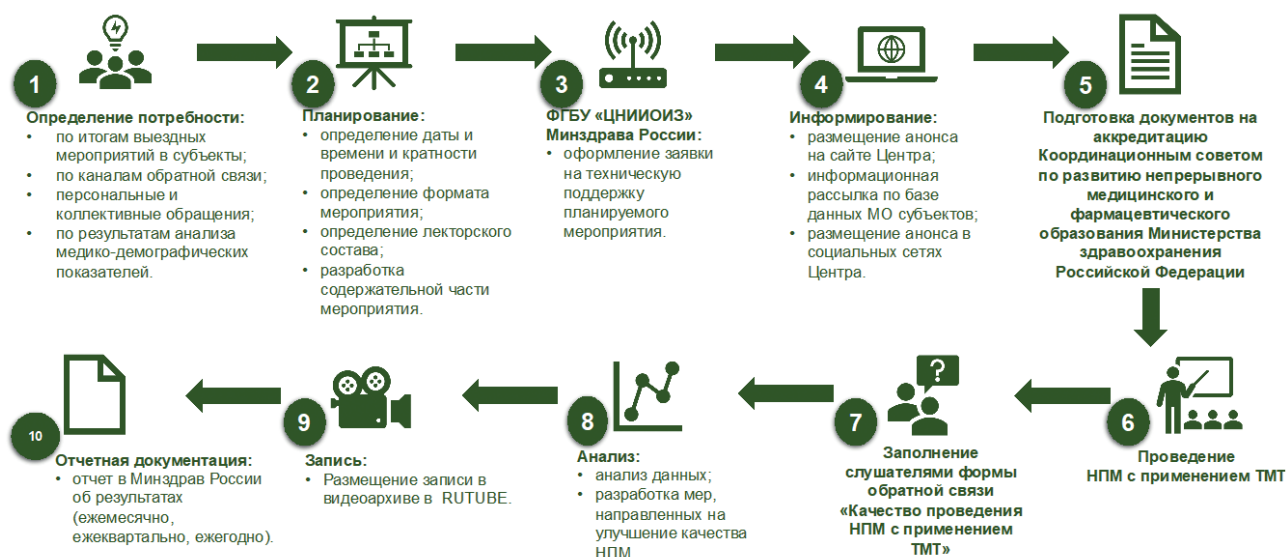 1
Определение потребности:
• по итогам выездных
мероприятий в субъекты;
• по каналам обратной связи;
• персональные и
коллективные обращения;
• по результатам анализа
медико-демографических
показателей.
2
Планирование:
• определение даты и
времени и кратности
проведения;
• определение формата
мероприятия;
• определение лекторского
состава;
• разработка
содержательной части
мероприятия.
3
ФГБУ «ЦНИИОИЗ»
Минздрава России:
• оформление заявки
на техническую
поддержку
планируемого
мероприятия.
4
Информирование:
• размещение анонса
на сайте Центра;
• информационная
рассылка по базе
данных МО субъектов;
• размещение анонса в
социальных сетях
Центра.
5
Подготовка документов на
аккредитацию
Координационным советом
по развитию непрерывного
медицинского и
фармацевтического
образования Министерства
здравоохранения
Российской Федерации
6
Проведение
НПМ с применением ТМТ
?
7
Заполнение
слушателями формы
обратной связи
«Качество проведения
НПМ с применением
ТМТ»
8
Анализ:
• анализ данных;
• разработка мер,
направленных на
улучшение качества
НПМ
9
Запись:
• Размещение записи в
видеоархиве в RUTUBE.
10
Отчетная документация:
• отчет в Минздрав России
об результатах
(ежемесячно,
ежеквартально, ежегодно).